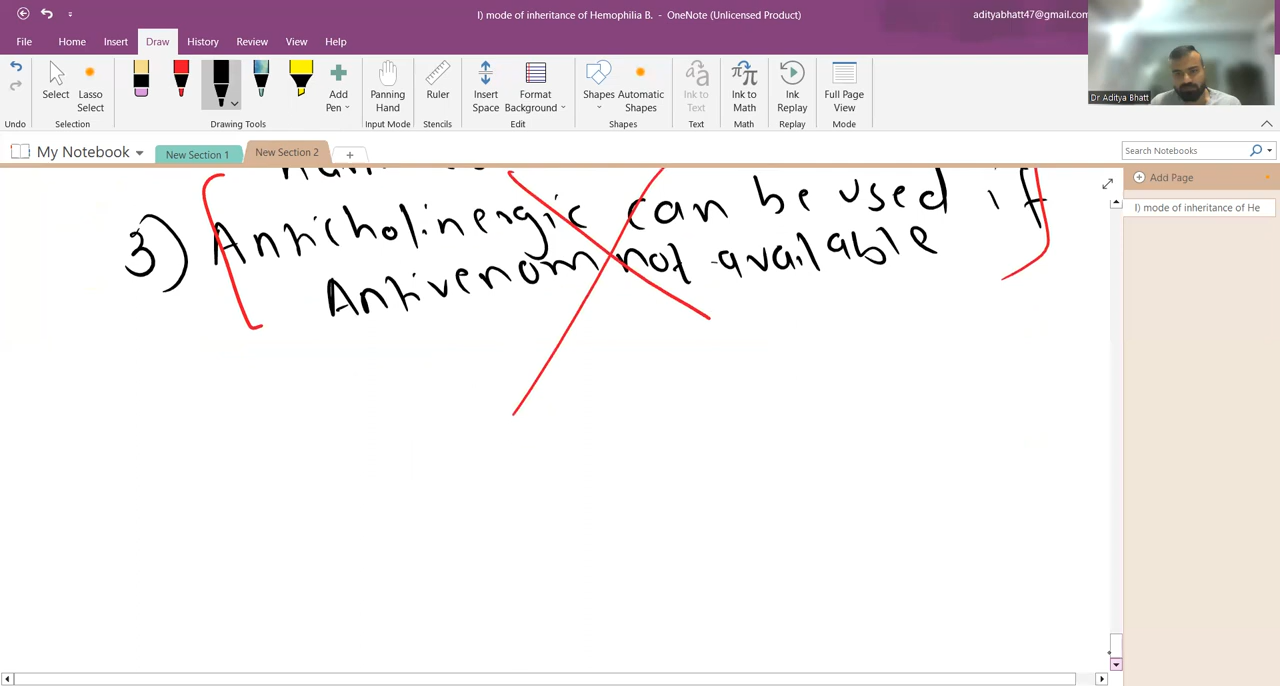 I) mode of inheritance of Hemophilia B. - OneNote (Unlicensed Product)
adityabhatt47@gmail.com
File Home Insert Draw History Review View Help
Undo
Select
Lasso Select
Add Pen
Panning Hand
Ruler
Insert Space
Format Background
Shapes
Automatic Shapes
Ink to Text
Ink to Math
Ink Replay
Full Page View
Dr Aditya Bhatt
Selection Drawing Tools Input Mode Stencils Edit Shapes Text Math Replay Mode
My Notebook New Section 1 New Section 2
Search Notebooks
Add Page
I) mode of inheritance of He
3) Anticholinergic can be used if
Antivenom not available